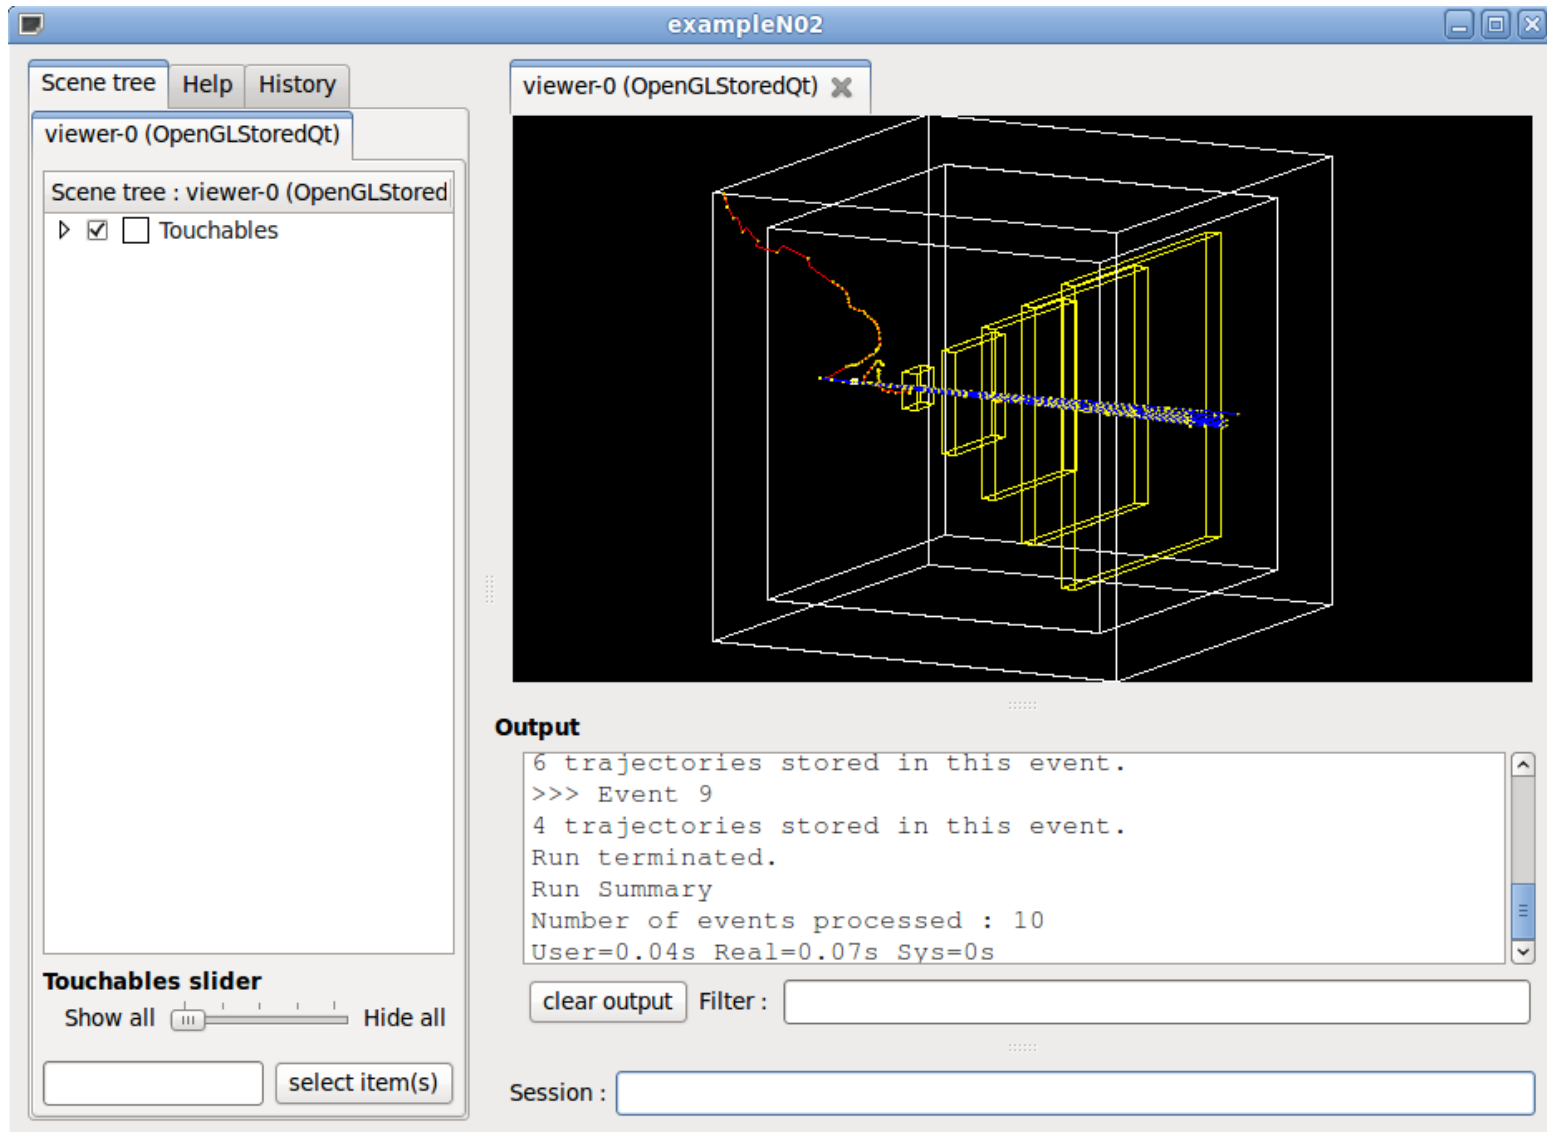 exampleN02
Scene tree Help History
viewer-0 (OpenGLStoredQt)
Scene tree : viewer-0 (OpenGLStored
Touchables
Touchables slider
Show all Hide all
select item(s)
viewer-0 (OpenGLStoredQt)
Output
6 trajectories stored in this event.
>>> Event 9
4 trajectories stored in this event.
Run terminated.
Run Summary
Number of events processed : 10
User=0.04s Real=0.07s Sys=0s
clear output Filter :
Session :